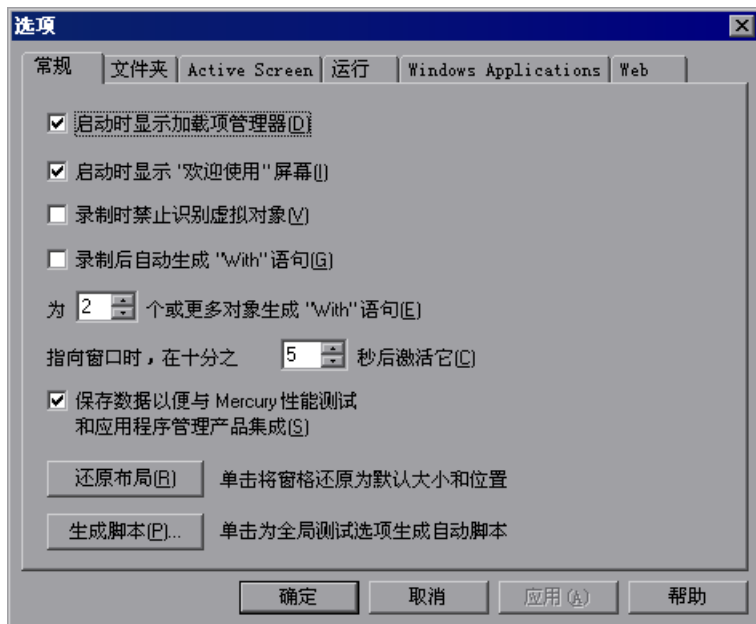 选项
常规 文件夹 Active Screen 运行 Windows Applications Web
启动时显示加载项管理器(D)
启动时显示 "欢迎使用" 屏幕(I)
录制时禁止识别虚拟对象(V)
录制后自动生成 "With" 语句(G)
为 2 个或更多对象生成 "With" 语句(E)
指向窗口时，在十分之 5 秒后激活它(C)
保存数据以便与 Mercury 性能测试
和应用程序管理产品集成(S)
还原布局(R) 单击将窗格还原为默认大小和位置
生成脚本(P)... 单击为全局测试选项生成自动脚本
确定 取消 应用(A) 帮助